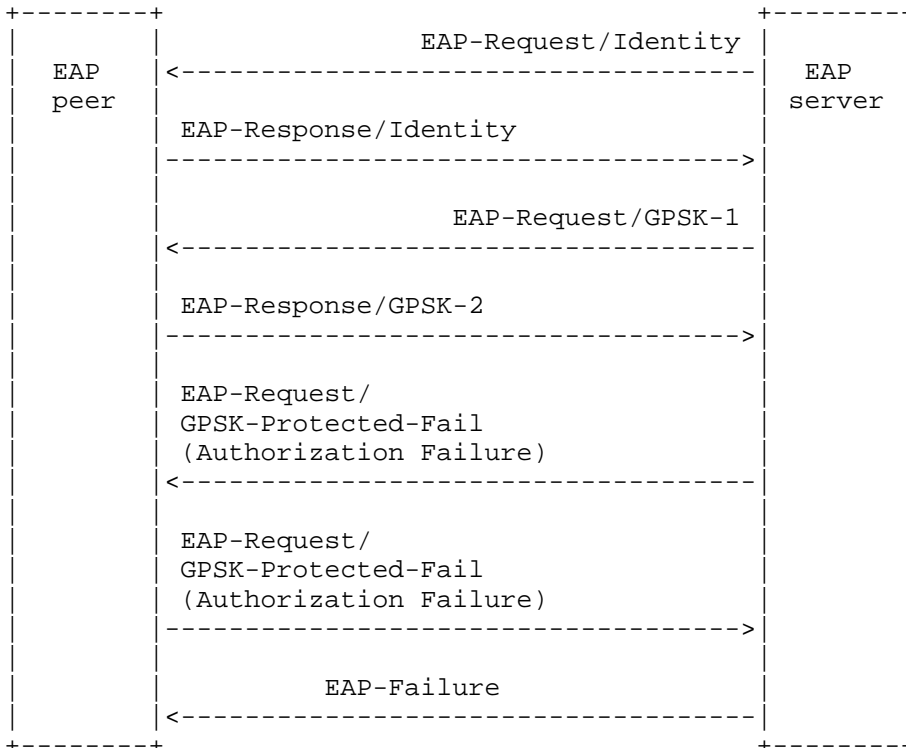 EAP-Request/Identity
EAP EAP
peer server
EAP-Response/Identity
EAP-Request/GPSK-1
EAP-Response/GPSK-2
EAP-Request/
GPSK-Protected-Fail
(Authorization Failure)
EAP-Request/
GPSK-Protected-Fail
(Authorization Failure)
EAP-Failure